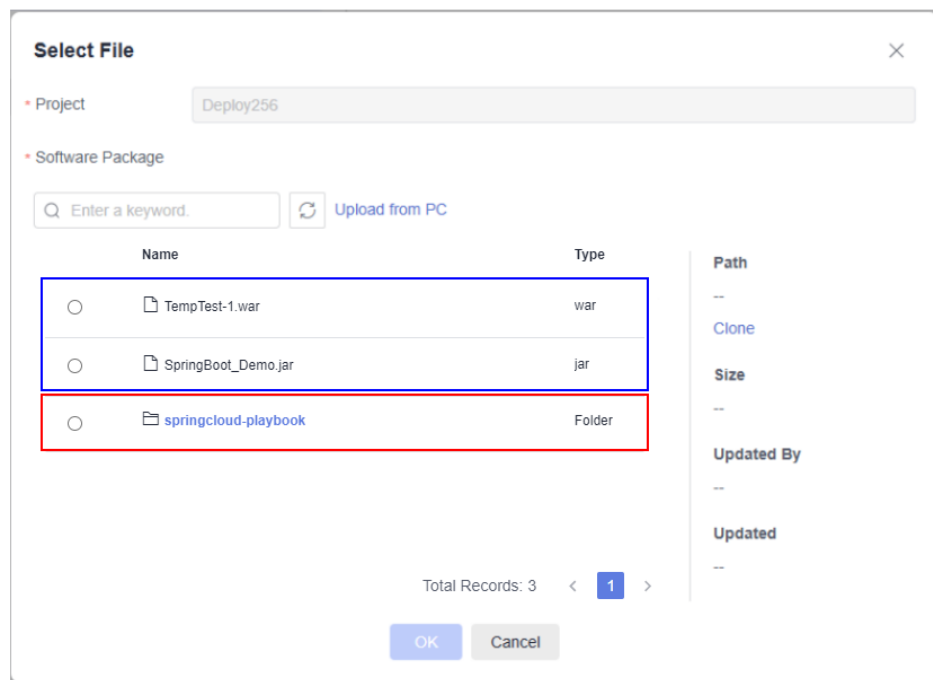 Select File
* Project
Deploy256
* Software Package
Enter a keyword.
Upload from PC
Name Type
TempTest-1.war war
SpringBoot_Demo.jar jar
springcloud-playbook Folder
Total Records: 3 < 1 >
Path
--
Clone
Size
--
Updated By
--
Updated
--
OK Cancel